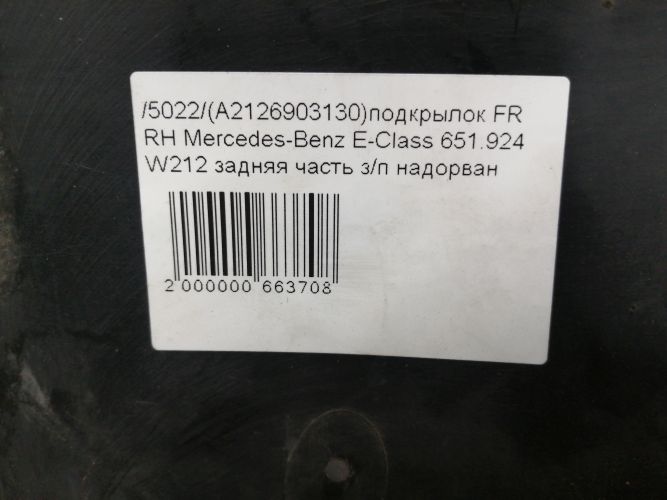 /5022/(A2126903130)подкрылок FR
RH Mercedes-Benz E-Class 651.924
W212 задняя часть з/п надорван
2 000000 663708